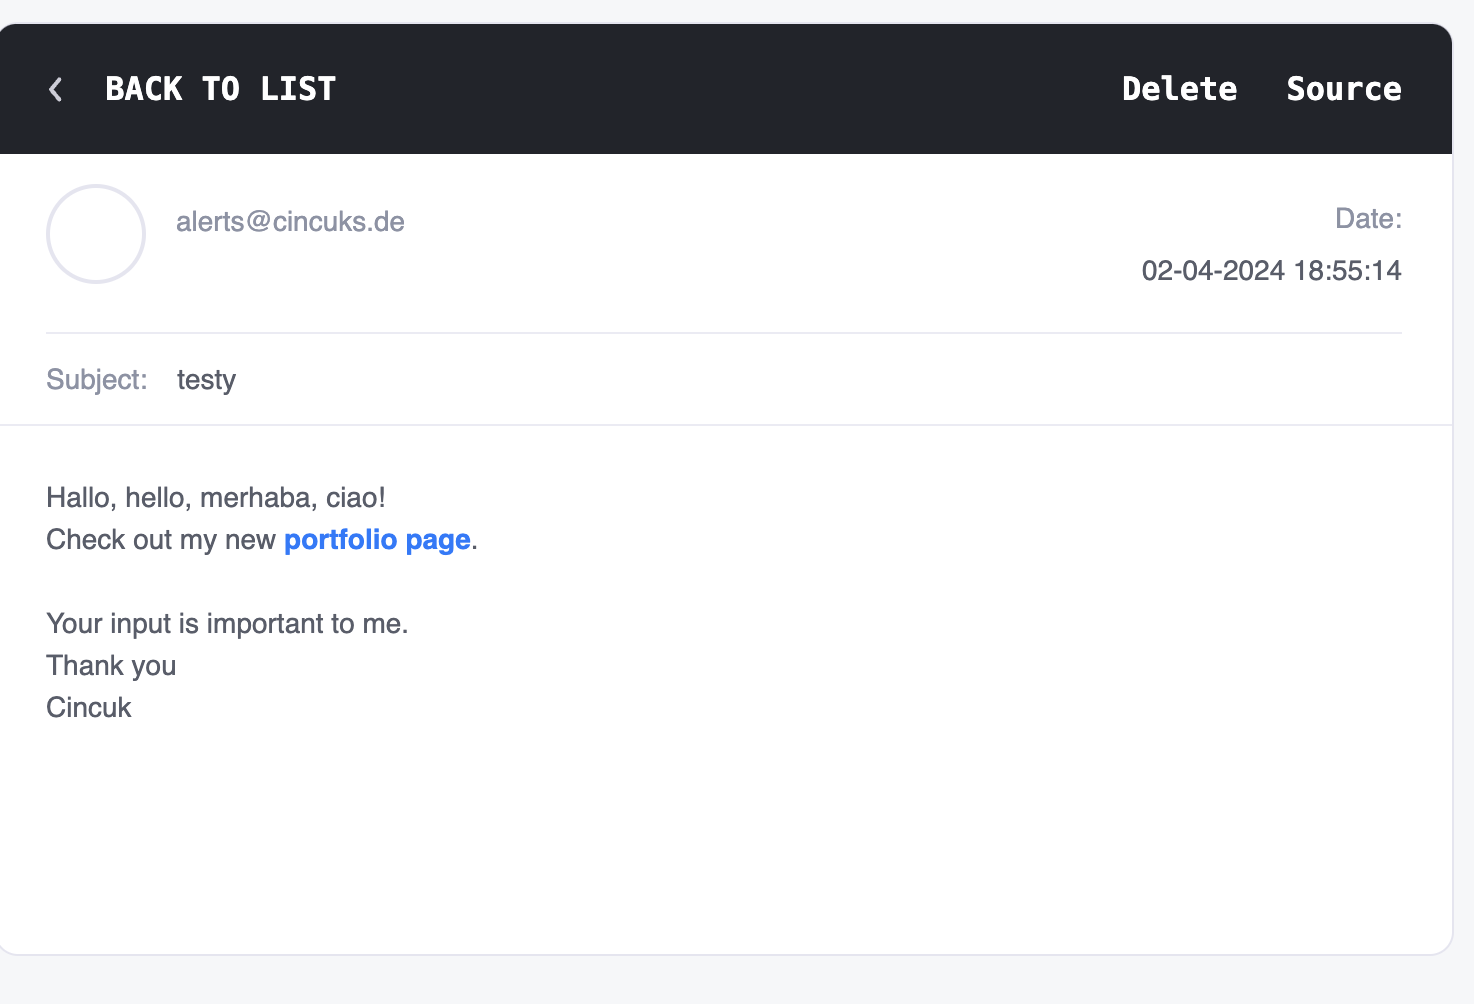 BACK TO LIST Delete Source
alerts@cincuks.de Date:
02-04-2024 18:55:14
Subject: testy
Hallo, hello, merhaba, ciao!
Check out my new portfolio page.
Your input is important to me.
Thank you
Cincuk